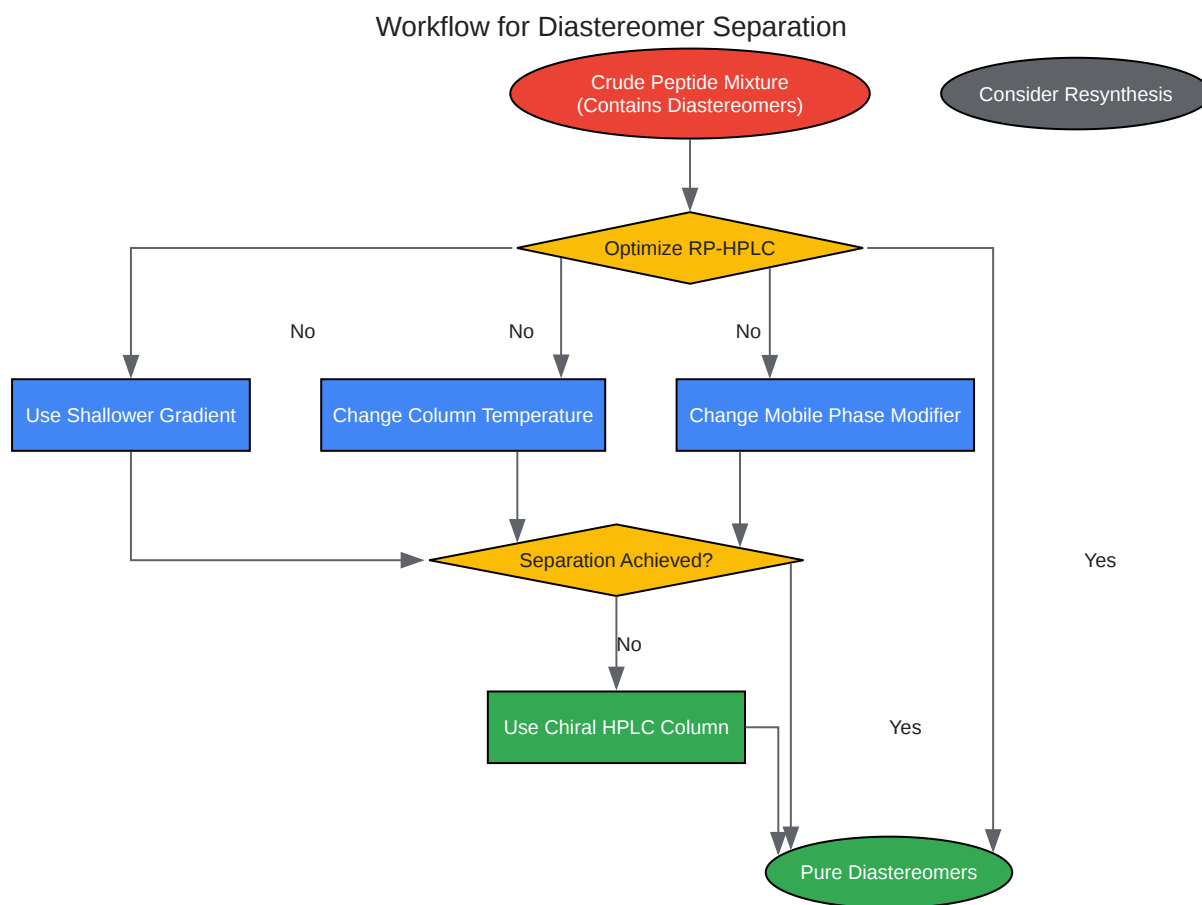 Workflow for Diastereomer Separation
Crude Peptide Mixture
(Contains Diastereomers)
Consider Resynthesis
Optimize RP-HPLC
No
No
No
Use Shallower Gradient
Change Column Temperature
Change Mobile Phase Modifier
Separation Achieved?
Yes
No
Use Chiral HPLC Column
Yes
Pure Diastereomers